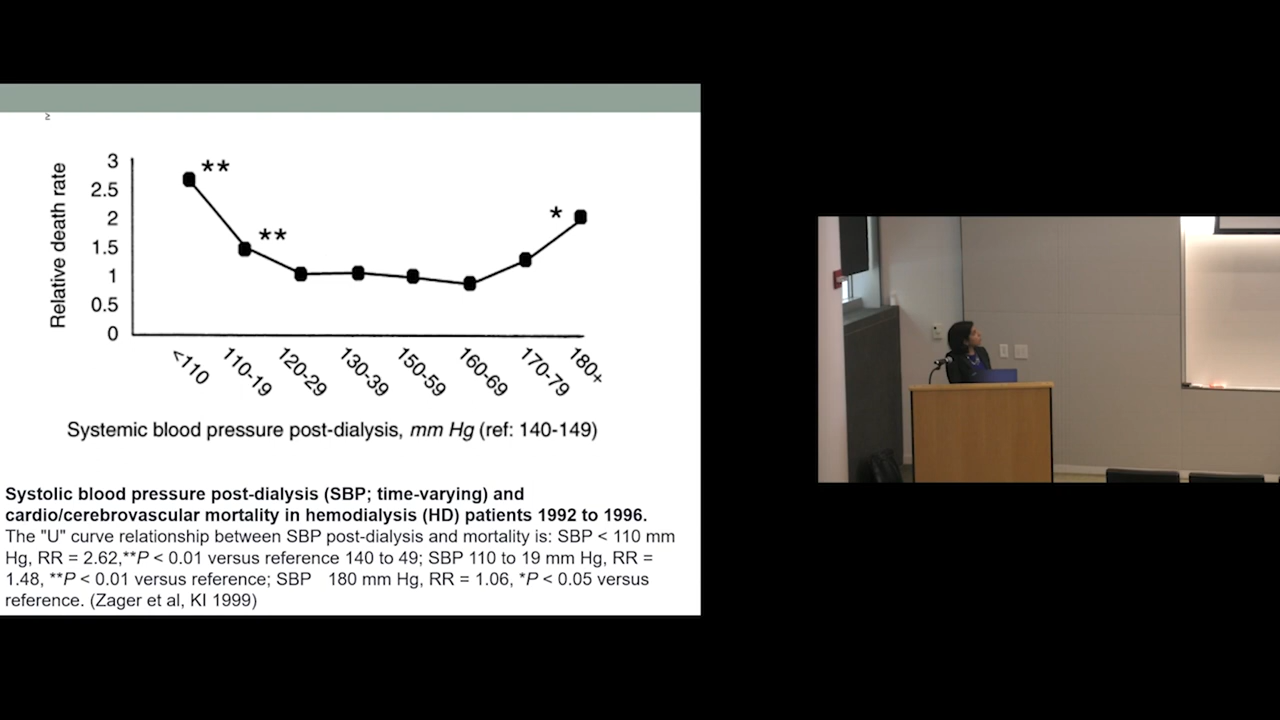 ≥
Relative death rate
3
2.5
2
1.5
1
0.5
0
**
**
*
<110
110-19
120-29
130-39
150-59
160-69
170-79
180+
Systemic blood pressure post-dialysis, mm Hg (ref: 140-149)
Systolic blood pressure post-dialysis (SBP; time-varying) and
cardio/cerebrovascular mortality in hemodialysis (HD) patients 1992 to 1996.
The "U" curve relationship between SBP post-dialysis and mortality is: SBP < 110 mm
Hg, RR = 2.62,**P < 0.01 versus reference 140 to 49; SBP 110 to 19 mm Hg, RR =
1.48, **P < 0.01 versus reference; SBP 180 mm Hg, RR = 1.06, *P < 0.05 versus
reference. (Zager et al, KI 1999)